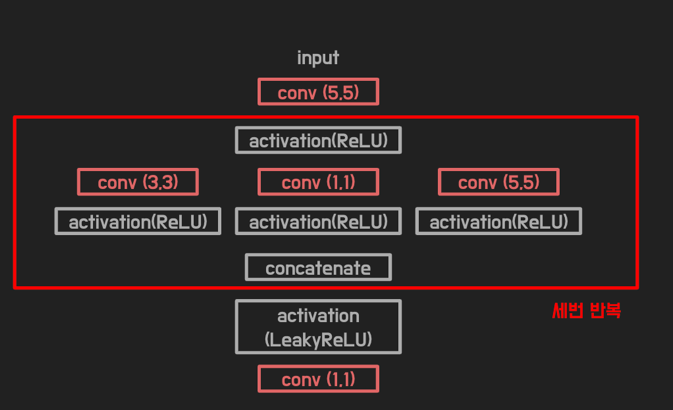 input
conv (5,5)
activation(ReLU)
conv (3,3) conv (1,1) conv (5,5)
activation(ReLU) activation(ReLU) activation(ReLU)
concatenate
세번 반복
activation
(LeakyReLU)
conv (1,1)